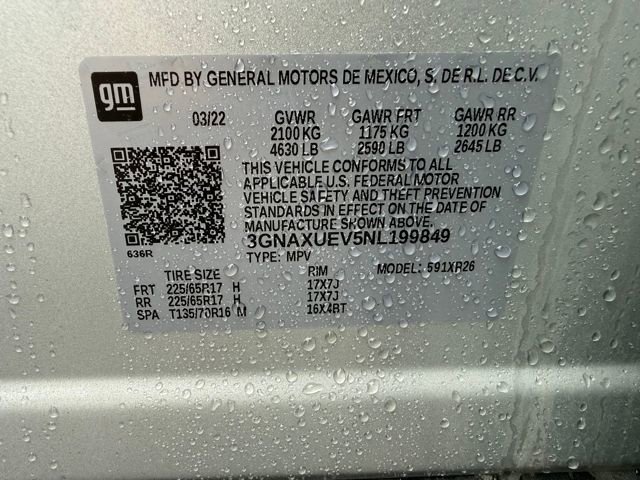 gm
MFD BY GENERAL MOTORS DE MEXICO, S. DE R.L. DE C.V.
03/22 GVWR GAWR FRT GAWR RR
2100 KG 1175 KG 1200 KG
4630 LB 2590 LB 2645 LB
THIS VEHICLE CONFORMS TO ALL
APPLICABLE U.S. FEDERAL MOTOR
VEHICLE SAFETY AND THEFT PREVENTION
STANDARDS IN EFFECT ON THE DATE OF
MANUFACTURE SHOWN ABOVE.
636R 3GNAXUEV5NL199849
TYPE: MPV MODEL: 591XR26
TIRE SIZE RIM
FRT 225/65R17 H 17X7J
RR 225/65R17 H 17X7J
SPA T135/70R16 M 16X4BT